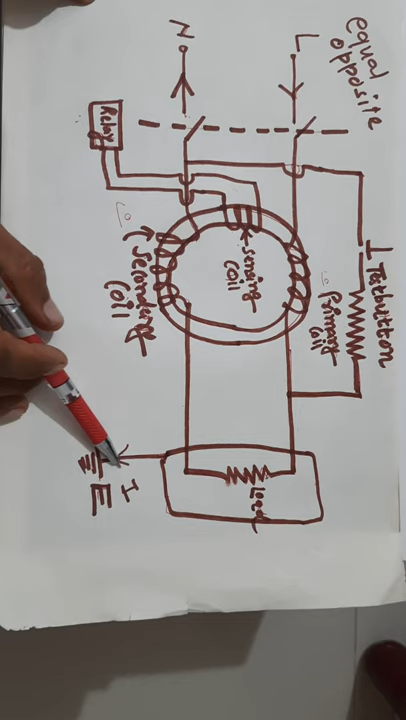 equal
opposite
N
L
Relay
sensing
coil
Secondary
coil
Primary
coil
Testbutton
Load
I
E